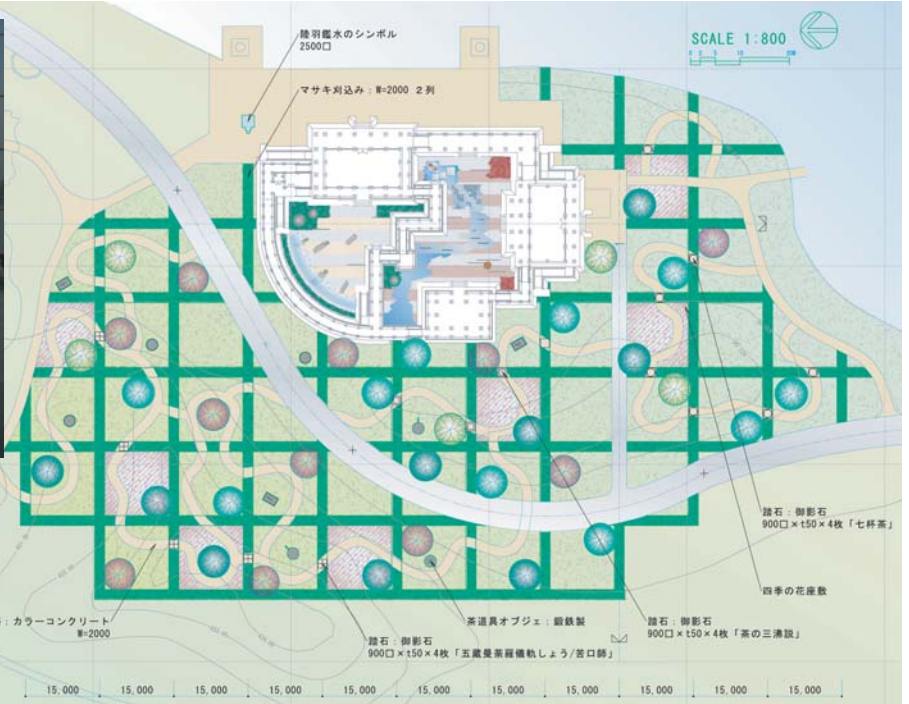 陸羽鑑水のシンボル
2500口
SCALE 1:800
マサキ刈込み：W=2000 2列
踏石：御影石
900口×t50×4枚「七杯茶」
四季の花座敷
：カラーコンクリート
W=2000
茶道具オブジェ：鍛鉄製
踏石：御影石
900口×t50×4枚「茶の三沸説」
踏石：御影石
900口×t50×4枚「五蔵曼荼羅儀軌しょう/苦口師」
15,000 15,000 15,000 15,000 15,000 15,000 15,000 15,000 15,000 15,000 15,000